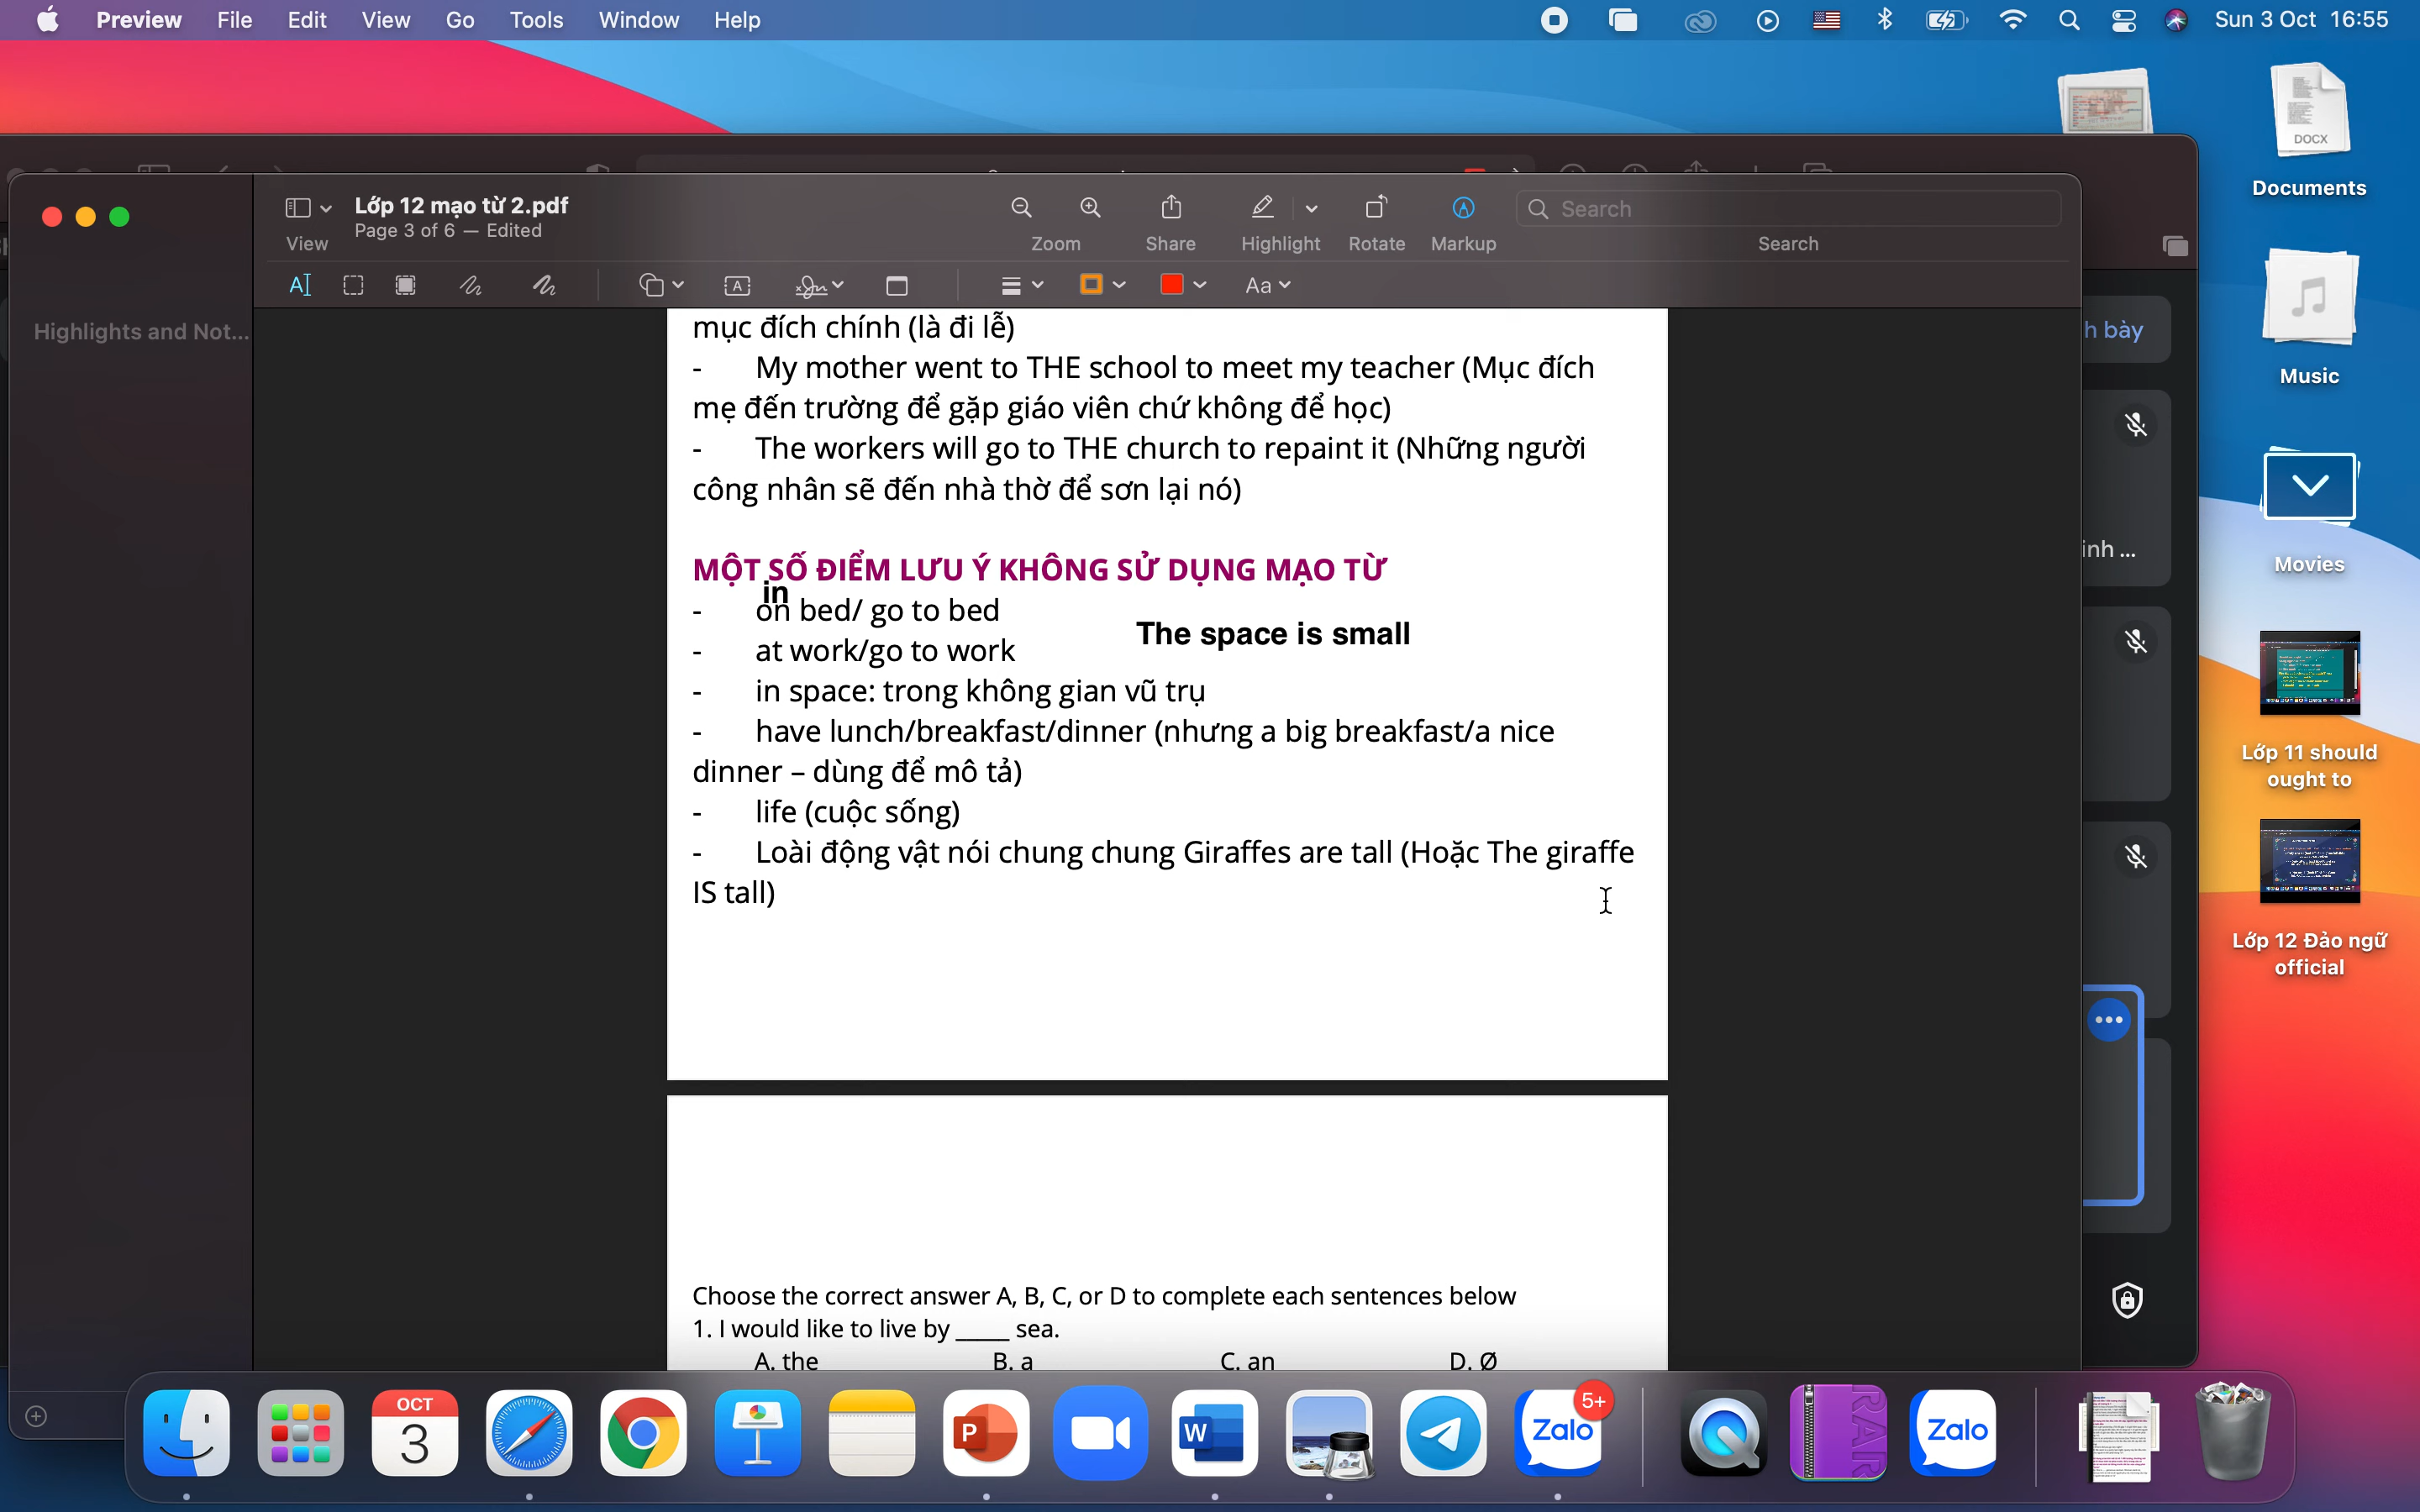 Preview File Edit View Go Tools Window Help
Sun 3 Oct 16:55
Lớp 12 mạo từ 2.pdf
Page 3 of 6 — Edited
View
Zoom
Share
Highlight
Rotate
Markup
Search
Search
Aa
Highlights and Not...
mục đích chính (là đi lễ)
- My mother went to THE school to meet my teacher (Mục đích
mẹ đến trường để gặp giáo viên chứ không để học)
- The workers will go to THE church to repaint it (Những người
công nhân sẽ đến nhà thờ để sơn lại nó)
MỘT SỐ ĐIỂM LƯU Ý KHÔNG SỬ DỤNG MẠO TỪ
in
- on bed/ go to bed
The space is small
- at work/go to work
- in space: trong không gian vũ trụ
- have lunch/breakfast/dinner (nhưng a big breakfast/a nice
dinner – dùng để mô tả)
- life (cuộc sống)
- Loài động vật nói chung chung Giraffes are tall (Hoặc The giraffe
IS tall)
Choose the correct answer A, B, C, or D to complete each sentences below
1. I would like to live by _____ sea.
A. the B. a C. an D. Ø
h bày
inh ...
DOCX
Documents
Music
Movies
Lớp 11 should
ought to
Lớp 12 Đảo ngữ
official
OCT
3
P
W
Zalo
5+
RAR
Zalo